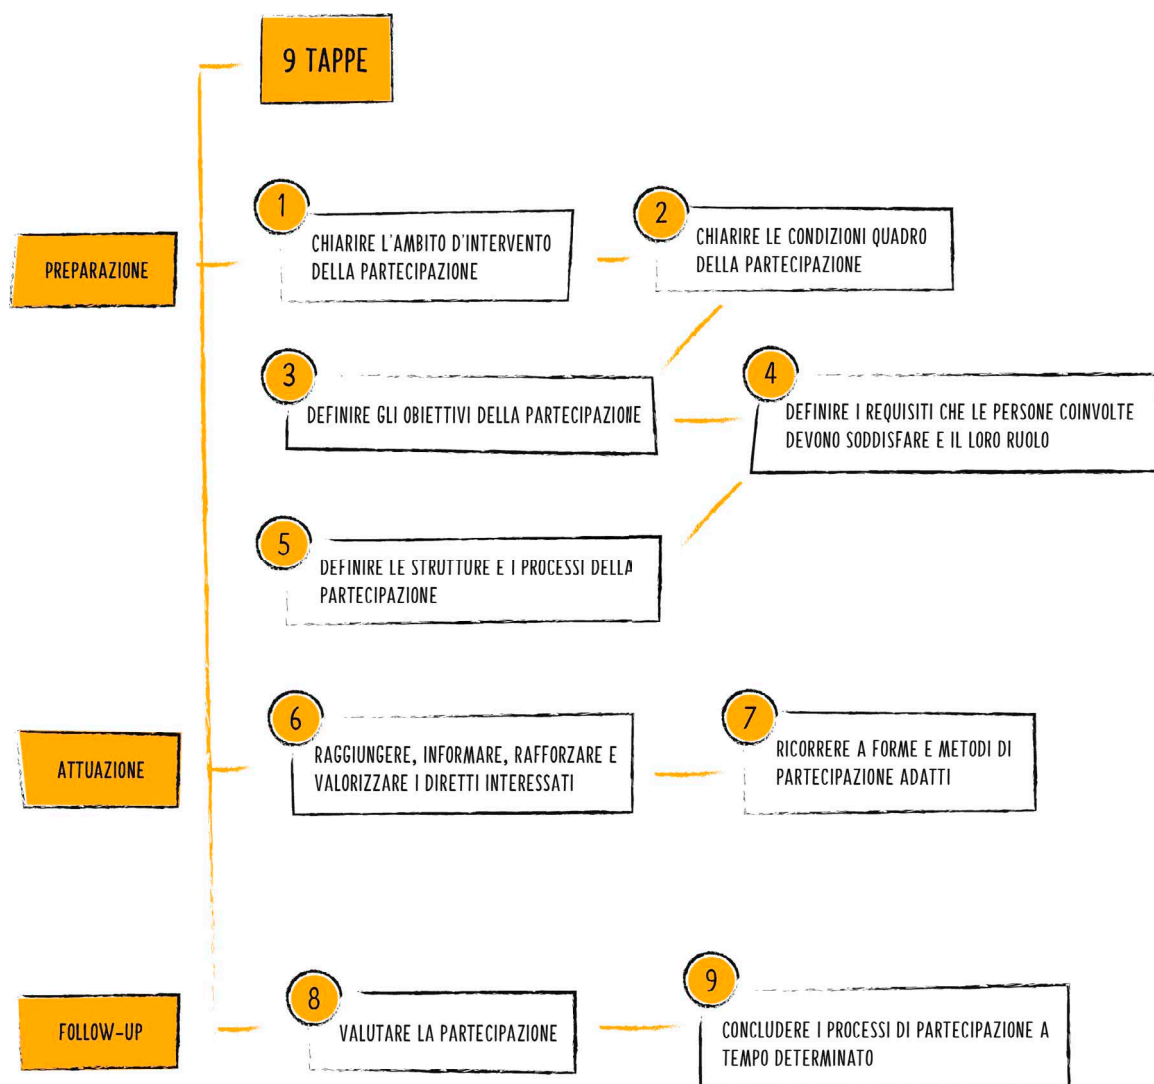 9 TAPPE
PREPARAZIONE
1
CHIARIRE L'AMBITO D'INTERVENTO
DELLA PARTECIPAZIONE
2
CHIARIRE LE CONDIZIONI QUADRO
DELLA PARTECIPAZIONE
3
DEFINIRE GLI OBIETTIVI DELLA PARTECIPAZIONE
4
DEFINIRE I REQUISITI CHE LE PERSONE COINVOLTE
DEVONO SODDISFARE E IL LORO RUOLO
5
DEFINIRE LE STRUTTURE E I PROCESSI DELLA
PARTECIPAZIONE
ATTUAZIONE
6
RAGGIUNGERE, INFORMARE, RAFFORZARE E
VALORIZZARE I DIRETTI INTERESSATI
7
RICORRERE A FORME E METODI DI
PARTECIPAZIONE ADATTI
FOLLOW-UP
8
VALUTARE LA PARTECIPAZIONE
9
CONCLUDERE I PROCESSI DI PARTECIPAZIONE A
TEMPO DETERMINATO